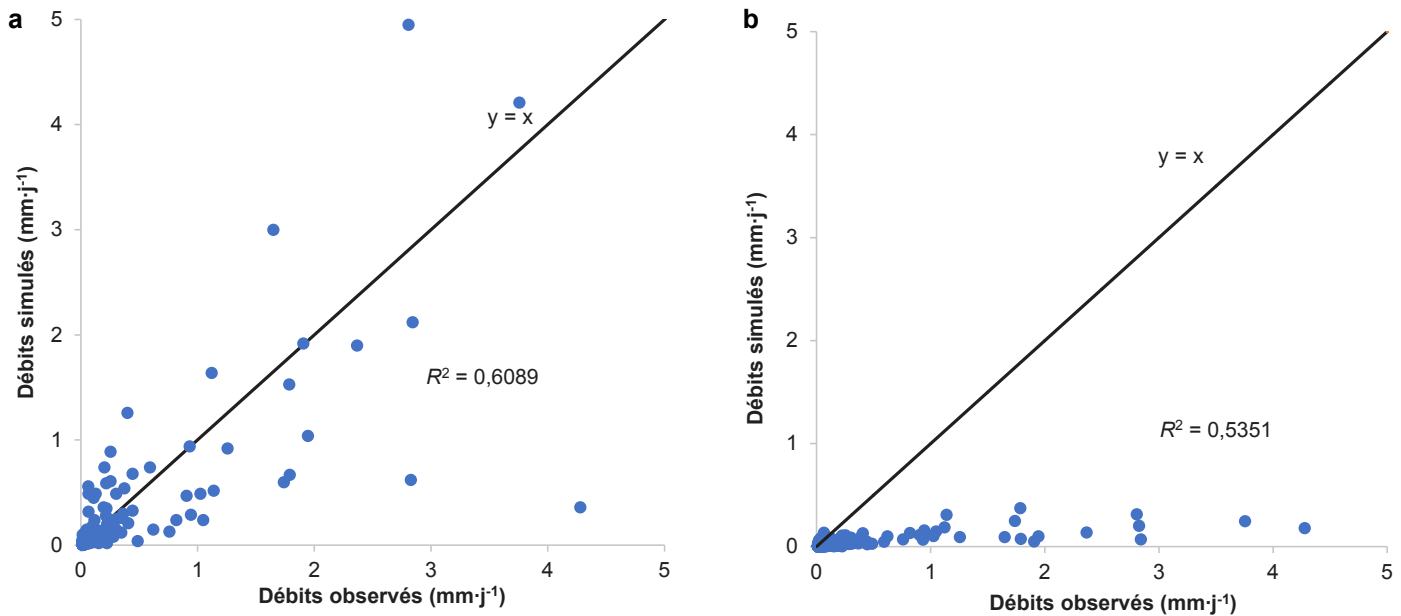 a
5
4
3
2
1
0
0 1 2 3 4 5
Débits simulés (mm·j-1)
Débits observés (mm·j-1)
y = x
R2 = 0,6089
b
5
4
3
2
1
0
0 1 2 3 4 5
Débits simulés (mm·j-1)
Débits observés (mm·j-1)
y = x
R2 = 0,5351